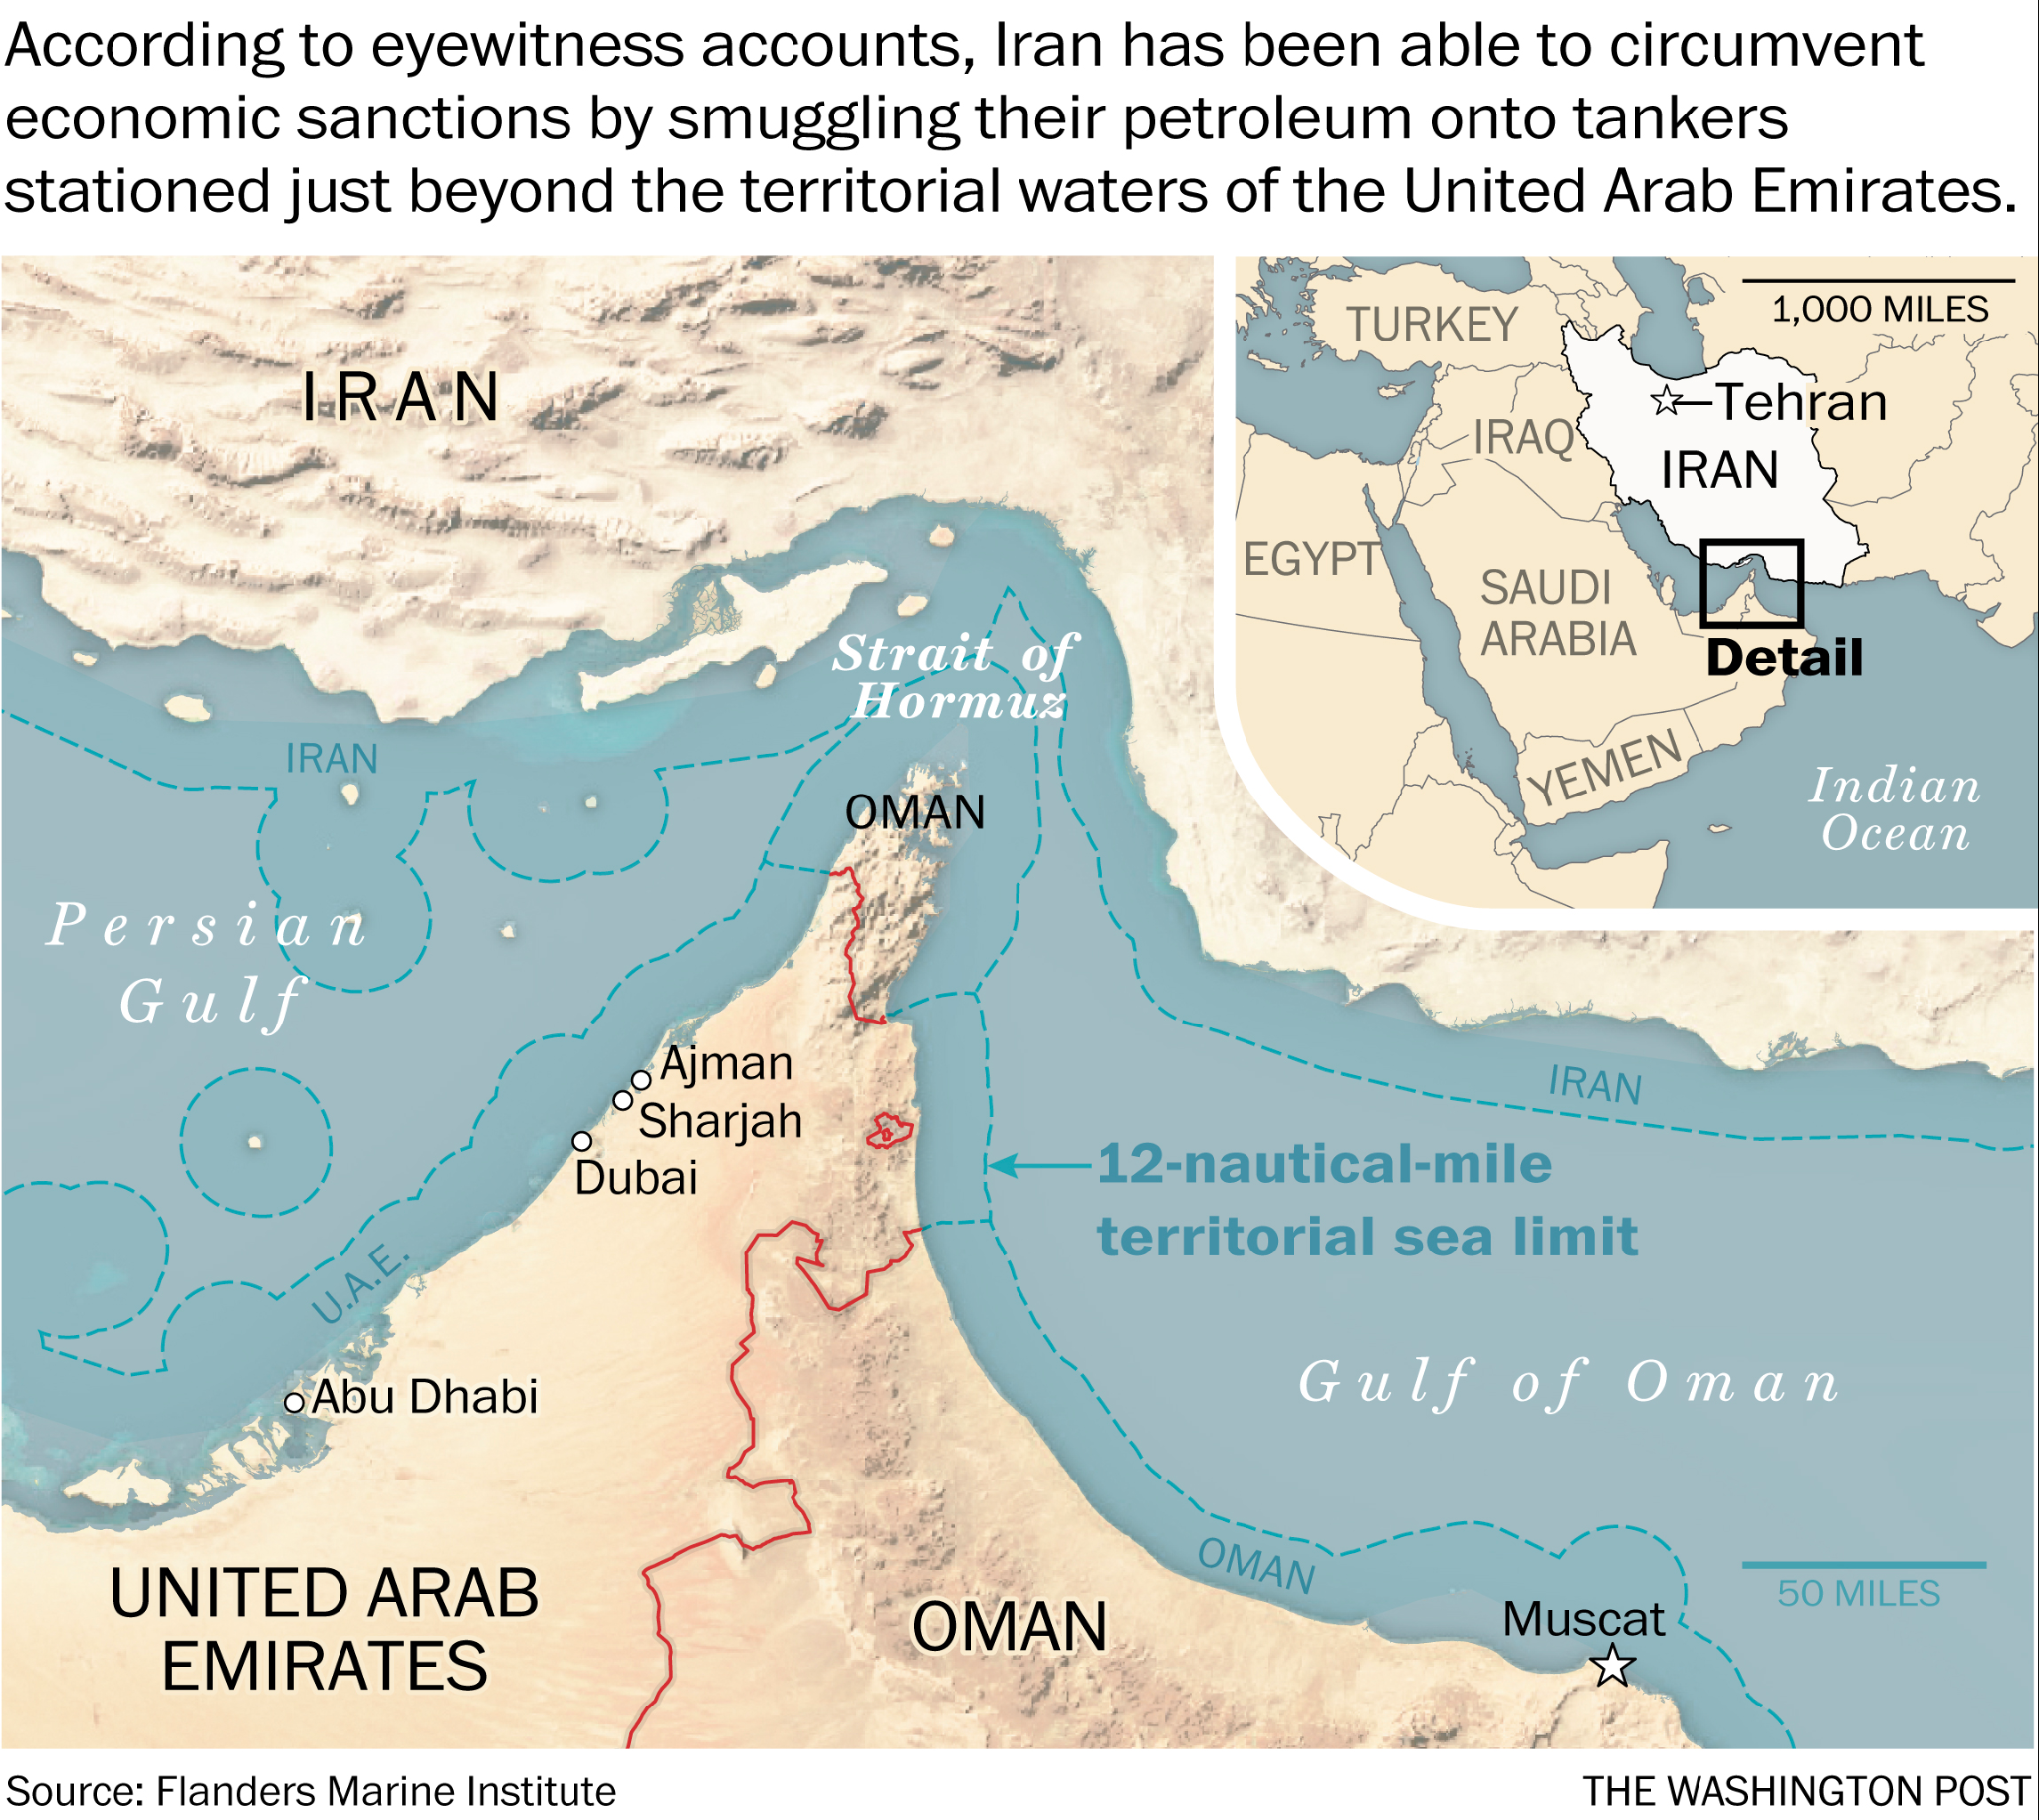 According to eyewitness accounts, Iran has been able to circumvent
economic sanctions by smuggling their petroleum onto tankers
stationed just beyond the territorial waters of the United Arab Emirates.
1,000 MILES
TURKEY
Tehran
IRAQ
IRAN
EGYPT
SAUDI
ARABIA
Detail
YEMEN
Indian
Ocean
IRAN
Strait of
Hormuz
IRAN
OMAN
Persian
Gulf
Ajman
Sharjah
Dubai
IRAN
12-nautical-mile
territorial sea limit
U.A.E.
Abu Dhabi
Gulf of Oman
OMAN
50 MILES
UNITED ARAB
EMIRATES
OMAN
Muscat
Source: Flanders Marine Institute
THE WASHINGTON POST